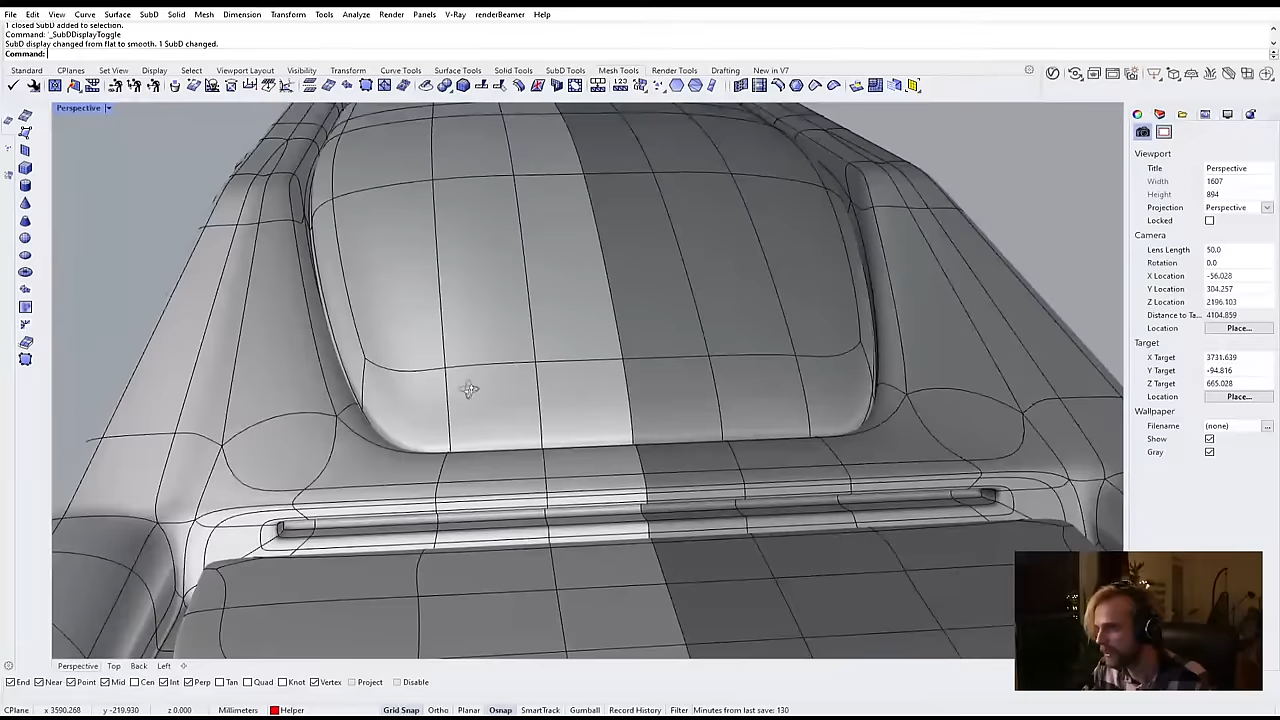 File Edit View Curve Surface SubD Solid Mesh Dimension Transform Tools Analyze Render Panels V-Ray renderBeamer Help
1 closed SubD added to selection.
Command: '_SubDDisplayToggle
SubD display changed from flat to smooth. 1 SubD changed.
Command:
Standard CPlanes Set View Display Select Viewport Layout Visibility Transform Curve Tools Surface Tools Solid Tools SubD Tools Mesh Tools Render Tools Drafting New in V7
Perspective
Viewport
Title Perspective
Width 1607
Height 894
Projection Perspective
Locked
Camera
Lens Length 50.0
Rotation 0.0
X Location -56.028
Y Location 304.257
Z Location 2196.103
Distance to Ta... 4104.859
Location Place...
Target
X Target 3731.639
Y Target -94.816
Z Target 665.028
Location Place...
Wallpaper
Filename (none) ...
Show
Gray
Perspective Top Back Left
End Near Point Mid Cen Int Perp Tan Quad Knot Vertex Project Disable
CPlane x 3590.268 y -219.930 z 0.000 Millimeters Helper Grid Snap Ortho Planar Osnap SmartTrack Gumball Record History Filter Minutes from last save: 130